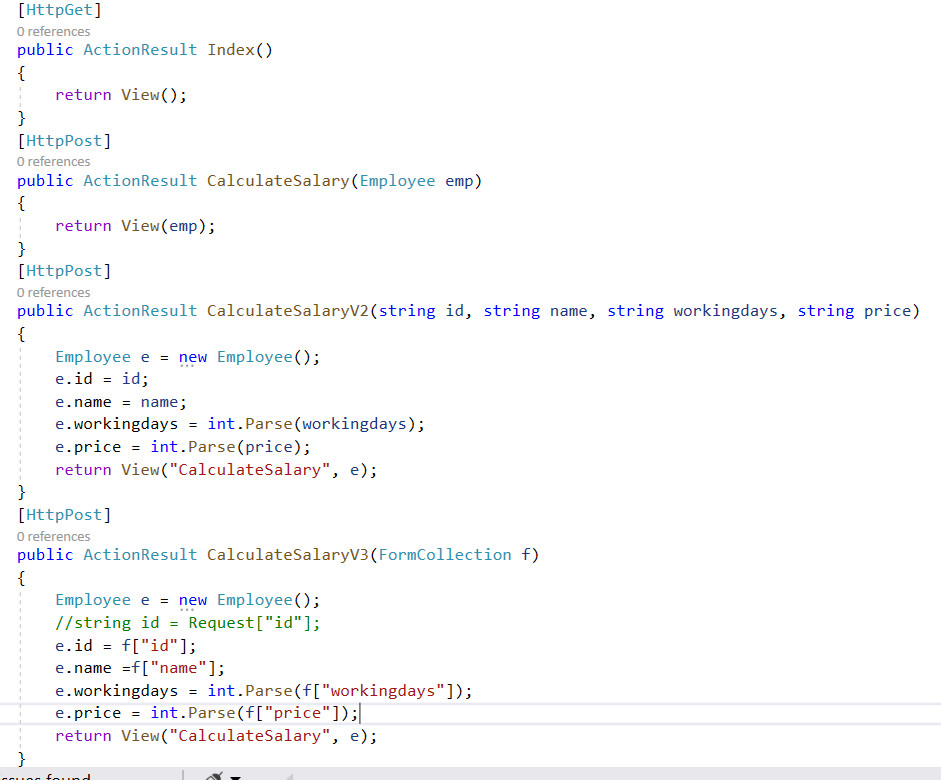 [HttpGet]
0 references
public ActionResult Index()
{
    return View();
}
[HttpPost]
0 references
public ActionResult CalculateSalary(Employee emp)
{
    return View(emp);
}
[HttpPost]
0 references
public ActionResult CalculateSalaryV2(string id, string name, string workingdays, string price)
{
    Employee e = new Employee();
    e.id = id;
    e.name = name;
    e.workingdays = int.Parse(workingdays);
    e.price = int.Parse(price);
    return View("CalculateSalary", e);
}
[HttpPost]
0 references
public ActionResult CalculateSalaryV3(FormCollection f)
{
    Employee e = new Employee();
    //string id = Request["id"];
    e.id = f["id"];
    e.name =f["name"];
    e.workingdays = int.Parse(f["workingdays"]);
    e.price = int.Parse(f["price"]);
    return View("CalculateSalary", e);
}
found